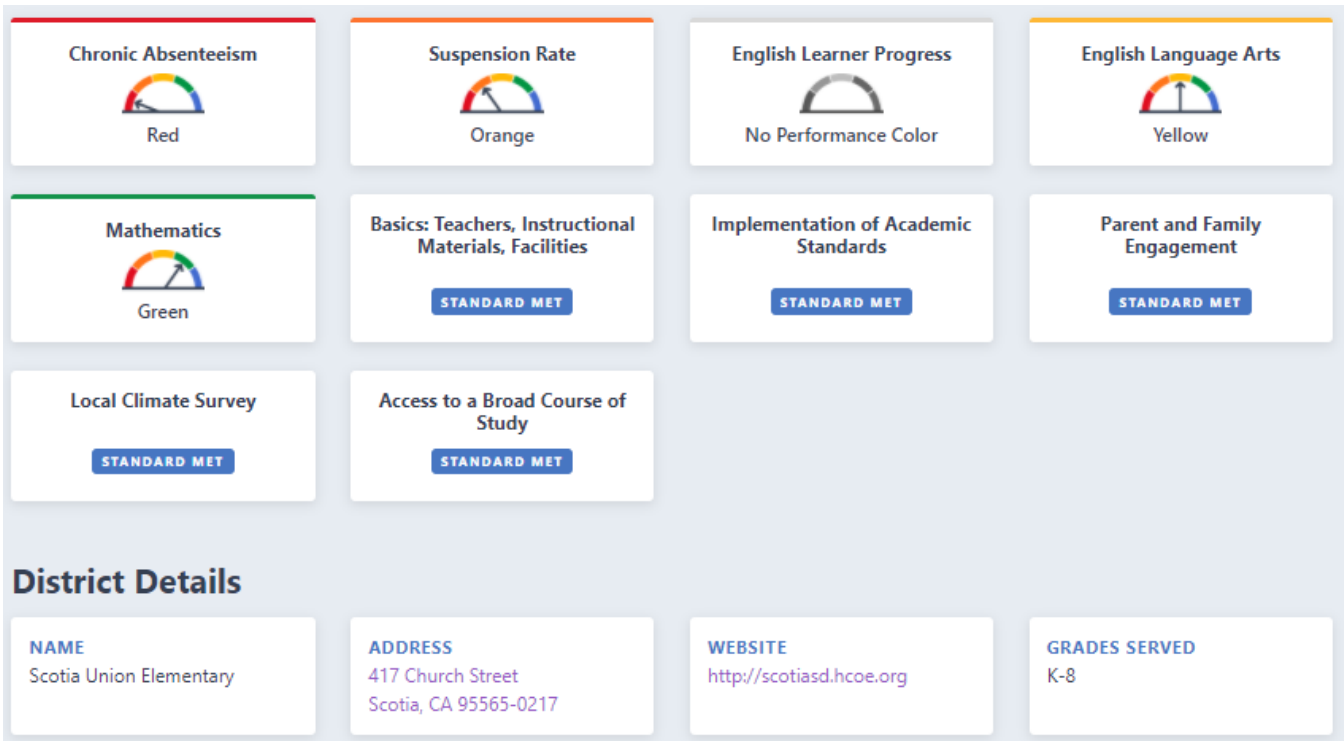 Chronic Absenteeism
Red
Suspension Rate
Orange
English Learner Progress
No Performance Color
English Language Arts
Yellow
Mathematics
Green
Basics: Teachers, Instructional
Materials, Facilities
STANDARD MET
Implementation of Academic
Standards
STANDARD MET
Parent and Family
Engagement
STANDARD MET
Local Climate Survey
STANDARD MET
Access to a Broad Course of
Study
STANDARD MET
District Details
NAME
Scotia Union Elementary
ADDRESS
417 Church Street
Scotia, CA 95565-0217
WEBSITE
http://scotiasd.hcoe.org
GRADES SERVED
K-8